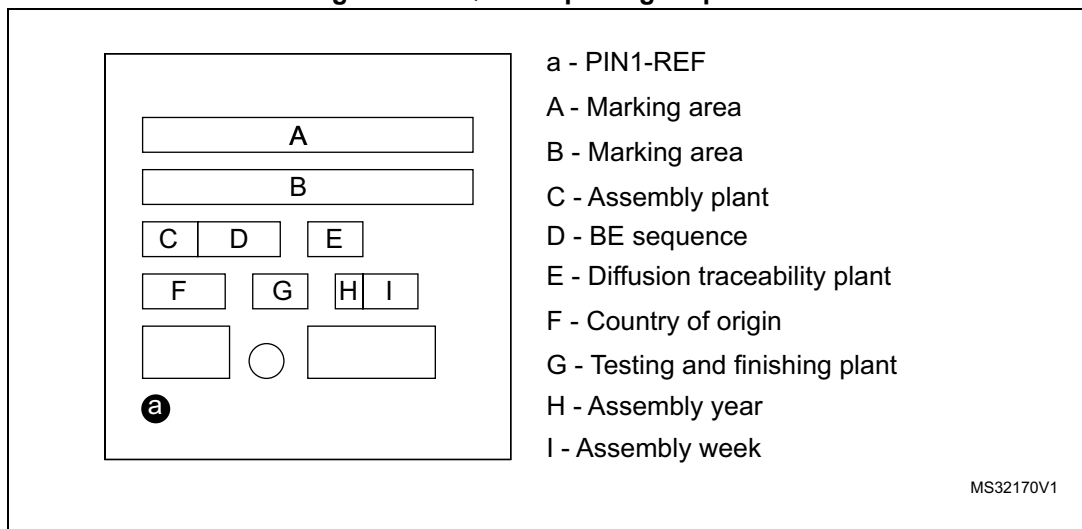 A
B
C D E
F G H I
a
a - PIN1-REF
A - Marking area
B - Marking area
C - Assembly plant
D - BE sequence
E - Diffusion traceability plant
F - Country of origin
G - Testing and finishing plant
H - Assembly year
I - Assembly week
MS32170V1